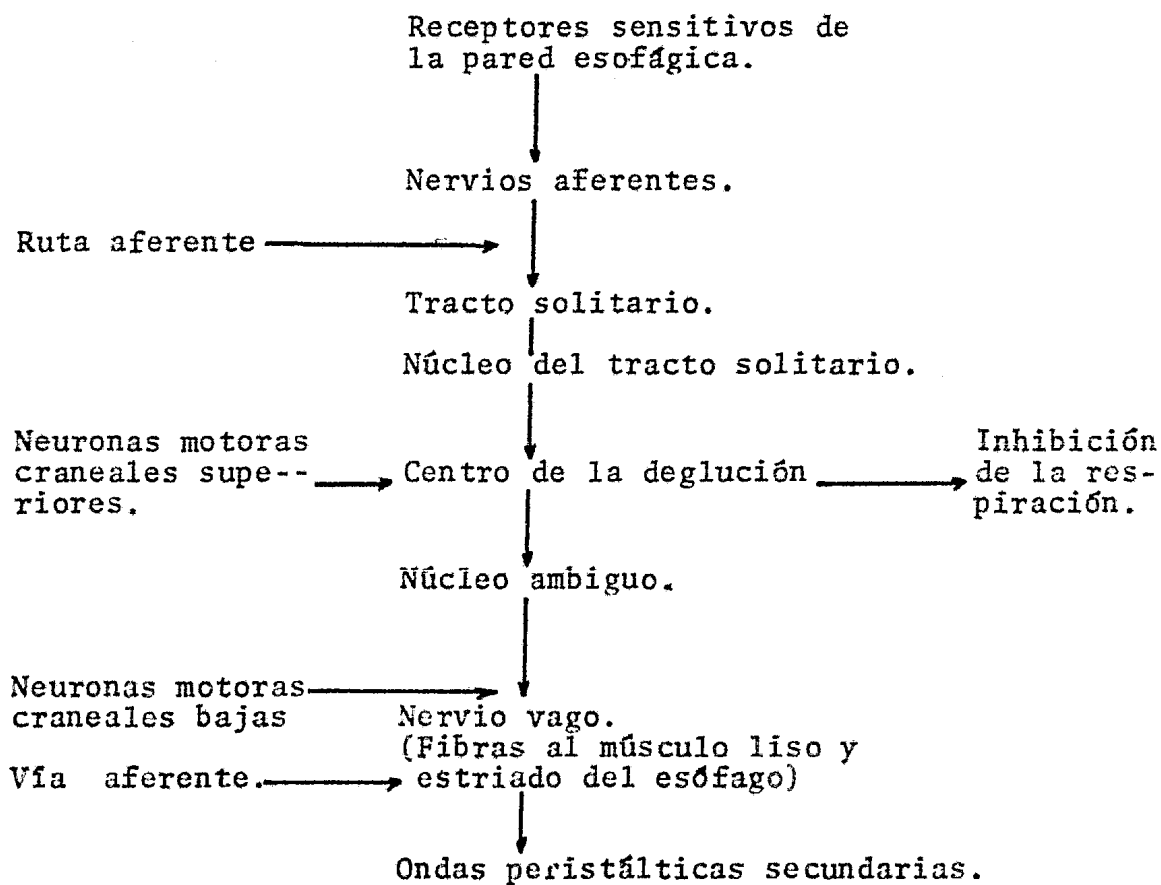 Receptores sensitivos de
la pared esofágica.
Nervios aferentes.
Ruta aferente
Tracto solitario.
Núcleo del tracto solitario.
Neuronas motoras
craneales supe--
riores.
Centro de la deglución
Inhibición
de la res-
piración.
Núcleo ambiguo.
Neuronas motoras
craneales bajas
Nervio vago.
(Fibras al músculo liso y
estriado del esófago)
Vía aferente.
Ondas peristálticas secundarias.